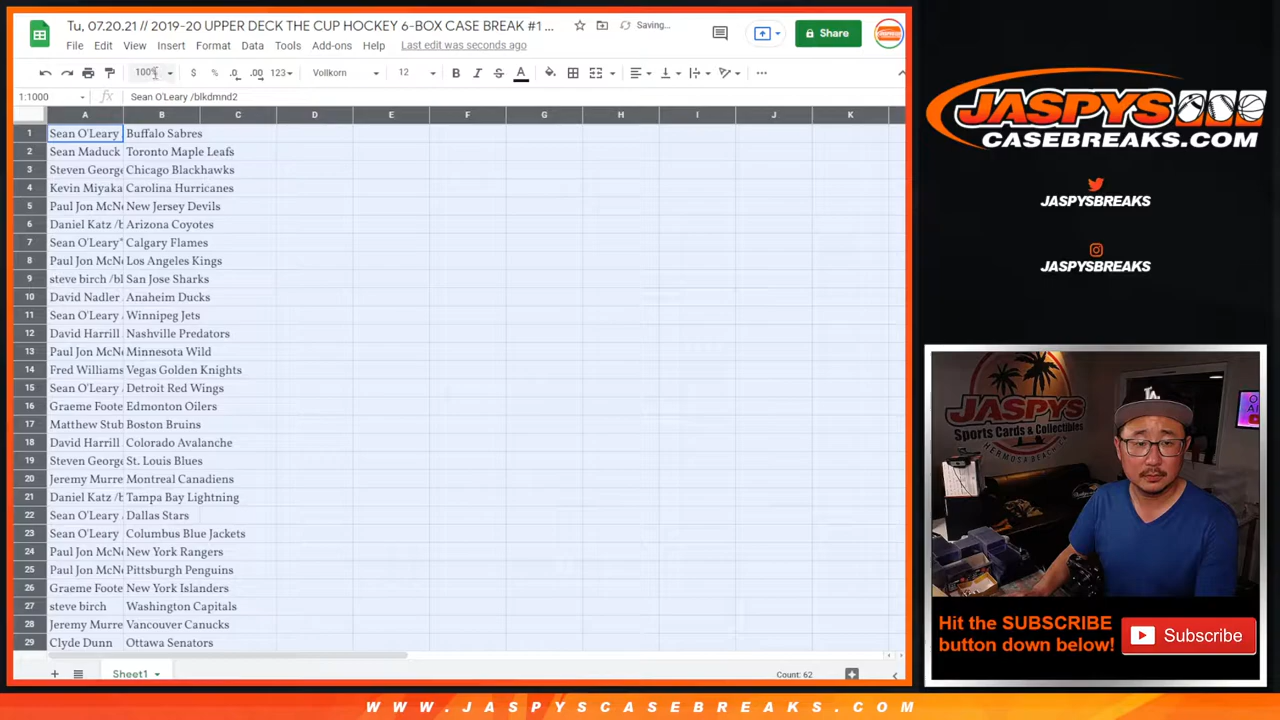 Tu, 07.20.21 // 2019-20 UPPER DECK THE CUP HOCKEY 6-BOX CASE BREAK #1 ...
Saving...
File Edit View Insert Format Data Tools Add-ons Help Last edit was seconds ago
Share
100% $ % .0 .00 123 Vollkorn 12 B I S A
1:1000 fx Sean O'Leary /blkdmnd2
A B C D E F G H I J K
1 Sean O'Leary Buffalo Sabres
2 Sean Maduck Toronto Maple Leafs
3 Steven George Chicago Blackhawks
4 Kevin Miyaka Carolina Hurricanes
5 Paul Jon McN New Jersey Devils
6 Daniel Katz /b Arizona Coyotes
7 Sean O'Leary* Calgary Flames
8 Paul Jon McN Los Angeles Kings
9 steve birch /bl San Jose Sharks
10 David Nadler Anaheim Ducks
11 Sean O'Leary Winnipeg Jets
12 David Harrill Nashville Predators
13 Paul Jon McN Minnesota Wild
14 Fred Williams Vegas Golden Knights
15 Sean O'Leary Detroit Red Wings
16 Graeme Foote Edmonton Oilers
17 Matthew Stub Boston Bruins
18 David Harrill Colorado Avalanche
19 Steven George St. Louis Blues
20 Jeremy Murre Montreal Canadiens
21 Daniel Katz /b Tampa Bay Lightning
22 Sean O'Leary Dallas Stars
23 Sean O'Leary Columbus Blue Jackets
24 Paul Jon McN New York Rangers
25 Paul Jon McN Pittsburgh Penguins
26 Graeme Foote New York Islanders
27 steve birch Washington Capitals
28 Jeremy Murre Vancouver Canucks
29 Clyde Dunn Ottawa Senators
Sheet1
Count: 62
JASPYS
CASEBREAKS.COM
JASPYSBREAKS
JASPYSBREAKS
JASPYS
Sports Cards & Collectibles
HERMOSA BEACH, CA
LA
Hit the SUBSCRIBE
button down below!
Subscribe
WWW.JASPYSCASEBREAKS.COM